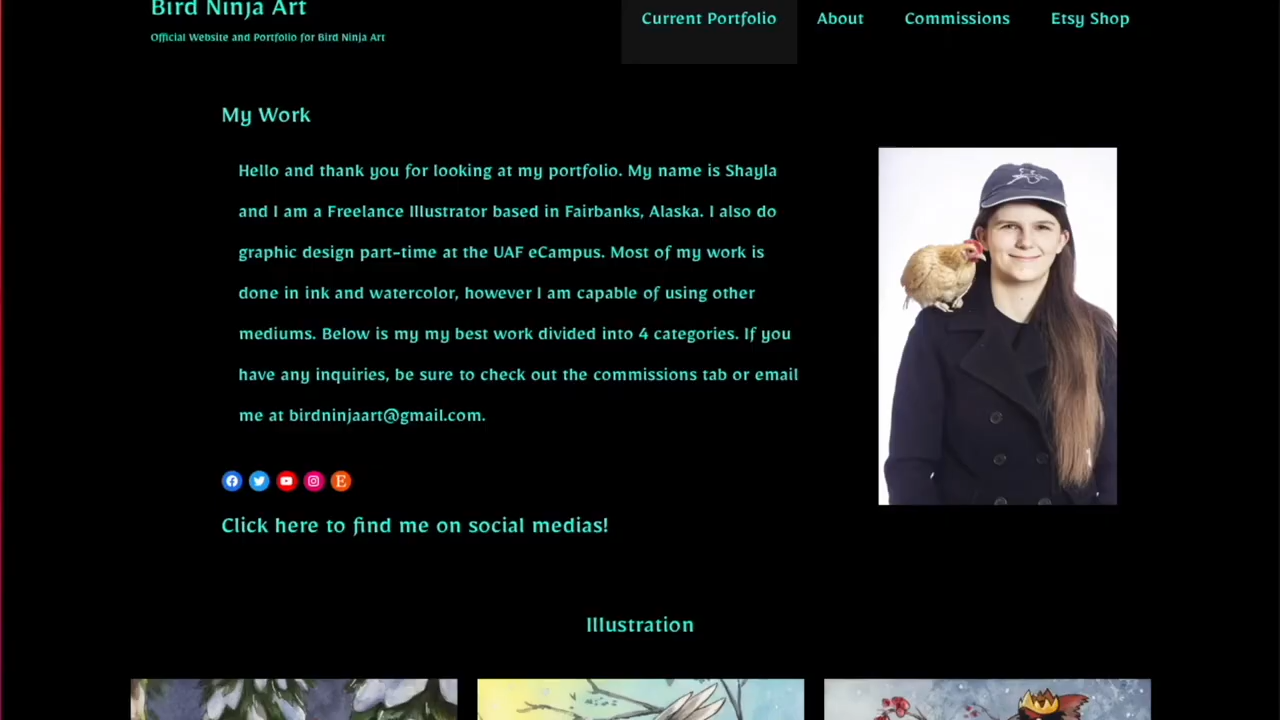 Bird Ninja Art
Official Website and Portfolio for Bird Ninja Art
Current Portfolio
About
Commissions
Etsy Shop
My Work
Hello and thank you for looking at my portfolio. My name is Shayla
and I am a Freelance Illustrator based in Fairbanks, Alaska. I also do
graphic design part-time at the UAF eCampus. Most of my work is
done in ink and watercolor, however I am capable of using other
mediums. Below is my my best work divided into 4 categories. If you
have any inquiries, be sure to check out the commissions tab or email
me at birdninjaart@gmail.com.
E
Click here to find me on social medias!
Illustration